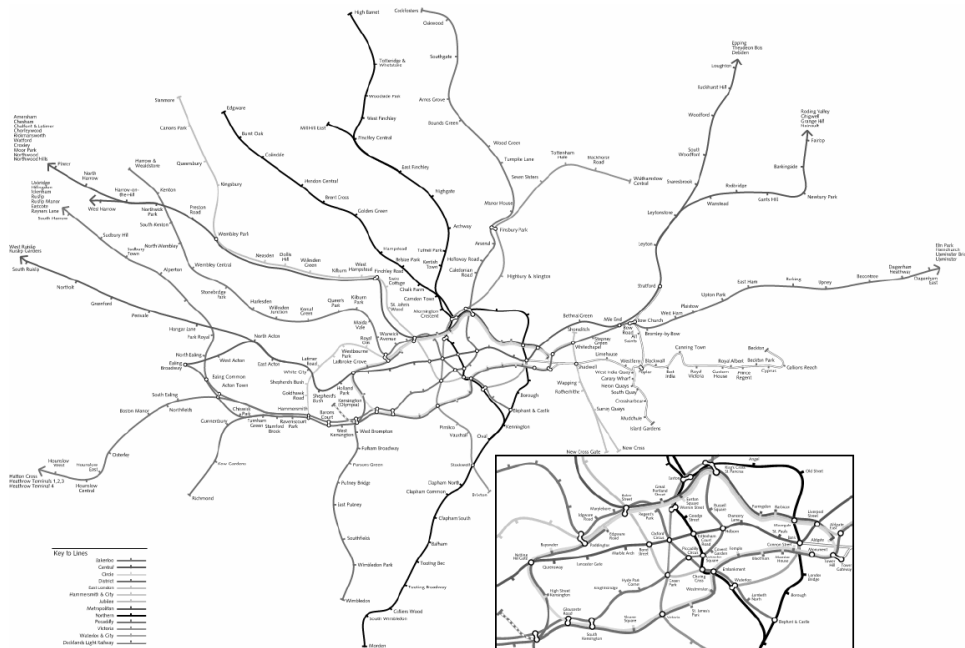 High Barnet
Cockfosters
Oakwood
Totteridge &
Whetstone
Southgate
Woodside Park
Arnos Grove
West Finchley
Bounds Green
Mill Hill East
Finchley Central
Wood Green
Turnpike Lane
East Finchley
Tottenham
Hale
Blackhorse
Road
Walthamstow
Central
Seven Sisters
Highgate
Manor House
Finsbury Park
Archway
Arsenal
Tufnell Park
Holloway Road
Kentish
Town
Caledonian
Road
Highbury & Islington
Camden Town
Mornington
Crescent
Chalk Farm
Belsize Park
Hampstead
Golden Green
Brent Cross
Hendon Central
Colindale
Burnt Oak
Edgware
Stanmore
Canons Park
Queensbury
Kingsbury
Wembley Park
Neasden
Dollis
Hill
Willesden
Green
Kilburn
West
Hampstead
Finchley Road
Swiss
Cottage
St. Johns
Wood
Epping
Theydon Bois
Debden
Loughton
Buckhurst Hill
Woodford
South
Woodford
Snaresbrook
Roding Valley
Chigwell
Grange Hill
Hainault
Fairlop
Barkingside
Newbury Park
Redbridge
Gants Hill
Wanstead
Leytonstone
Leyton
Stratford
Amersham
Chesham
Chalfont & Latimer
Chorleywood
Rickmansworth
Watford
Croxley
Moor Park
Northwood
Northwood Hills
Pinner
North
Harrow
Harrow-on-
the-Hill
Harrow &
Wealdstone
Kenton
Northwick
Park
Preston
Road
South Kenton
North Wembley
Wembley Central
Stonebridge
Park
Harlesden
Willesden
Junction
Kensal
Green
Queen's
Park
Kilburn
Park
Maida
Vale
Warwick
Avenue
Uxbridge
Hillingdon
Ickenham
Ruislip
Ruislip Manor
Eastcote
Rayners Lane
West Harrow
South Harrow
Sudbury Hill
Sudbury
Town
Alperton
Park Royal
West Ruislip
Ruislip Gardens
South Ruislip
Northolt
Greenford
Perivale
Hanger Lane
North Acton
West Acton
East Acton
North Ealing
Ealing
Broadway
Ealing Common
Acton Town
South Ealing
Northfields
Boston Manor
Osterley
Hounslow
East
Hounslow
Central
Hounslow
West
Hatton Cross
Heathrow Terminals 1,2,3
Heathrow Terminal 4
Chiswick
Park
Turnham
Green
Stamford
Brook
Ravenscourt
Park
Hammersmith
Barons
Court
West
Kensington
Kensington
(Olympia)
Gunnersbury
Kew Gardens
Richmond
Royal
Oak
Westbourne
Park
Ladbroke Grove
Latimer
Road
White City
Shepherds Bush
Goldhawk
Road
Shepherd's
Bush
Holland
Park
West Brompton
Fulham Broadway
Parsons Green
Putney Bridge
East Putney
Southfields
Wimbledon Park
Wimbledon
Pimlico
Vauxhall
Oval
Stockwell
Brixton
Clapham North
Clapham Common
Clapham South
Balham
Tooting Bec
Tooting Broadway
Colliers Wood
South Wimbledon
Morden
Kennington
Elephant & Castle
Borough
Bethnal Green
Mile End
Bow
Road
Bow Church
Bromley-by-Bow
West Ham
Plaistow
Upton Park
East Ham
Barking
Upney
Becontree
Dagenham
Heathway
Dagenham
East
Elm Park
Hornchurch
Upminster Bridge
Upminster
Shoreditch
Stepney
Green
Whitechapel
Limehouse
Shadwell
Wapping
Rotherhithe
Surrey Quays
New Cross Gate
New Cross
Westferry
Poplar
All
Saints
Blackwall
West India Quay
Canary Wharf
Heron Quays
South Quay
Crossharbour
Mudchute
Island Gardens
Canning Town
East
India
Royal
Victoria
Custom
House
Prince
Regent
Royal Albert
Beckton Park
Cyprus
Gallions Reach
Beckton
Key to Lines
Bakerloo
Central
Circle
District
East London
Hammersmith & City
Jubilee
Metropolitan
Northern
Piccadilly
Victoria
Waterloo & City
Docklands Light Railway
Angel
Old Street
Euston
Kings Cross
St. Pancras
Great
Portland
Street
Euston
Square
Warren Street
Baker
Street
Marylebone
Regent's
Park
Goodge
Street
Russell
Square
Farringdon
Barbican
Moorgate
Liverpool
Street
Edgware
Road
Paddington
Edgware
Road
Bayswater
Notting
Hill Gate
Queensway
Lancaster Gate
Marble Arch
Bond
Street
Oxford
Circus
Tottenham
Court
Road
Holborn
Chancery
Lane
St. Paul's
Bank
Aldgate
East
Aldgate
Tower
Hill
Tower
Gateway
Monument
Cannon Street
Mansion
House
Blackfriars
Temple
Covent
Garden
Leicester
Square
Piccadilly
Circus
Charing
Cross
Embankment
Green
Park
Hyde Park
Corner
Knightsbridge
High Street
Kensington
Gloucester
Road
South
Kensington
Sloane
Square
Victoria
St. James's
Park
Westminster
Waterloo
Lambeth
North
London
Bridge
Borough
Elephant & Castle